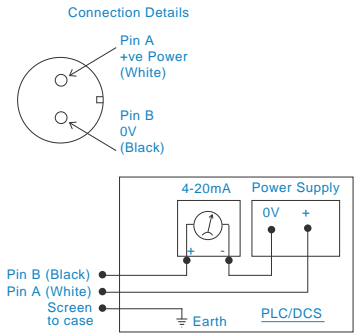 Connection Details
Pin A
+ve Power
(White)
Pin B
0V
(Black)
4-20mA
Power Supply
0V
+
+
-
Pin B (Black)
Pin A (White)
Screen
to case
Earth
PLC/DCS